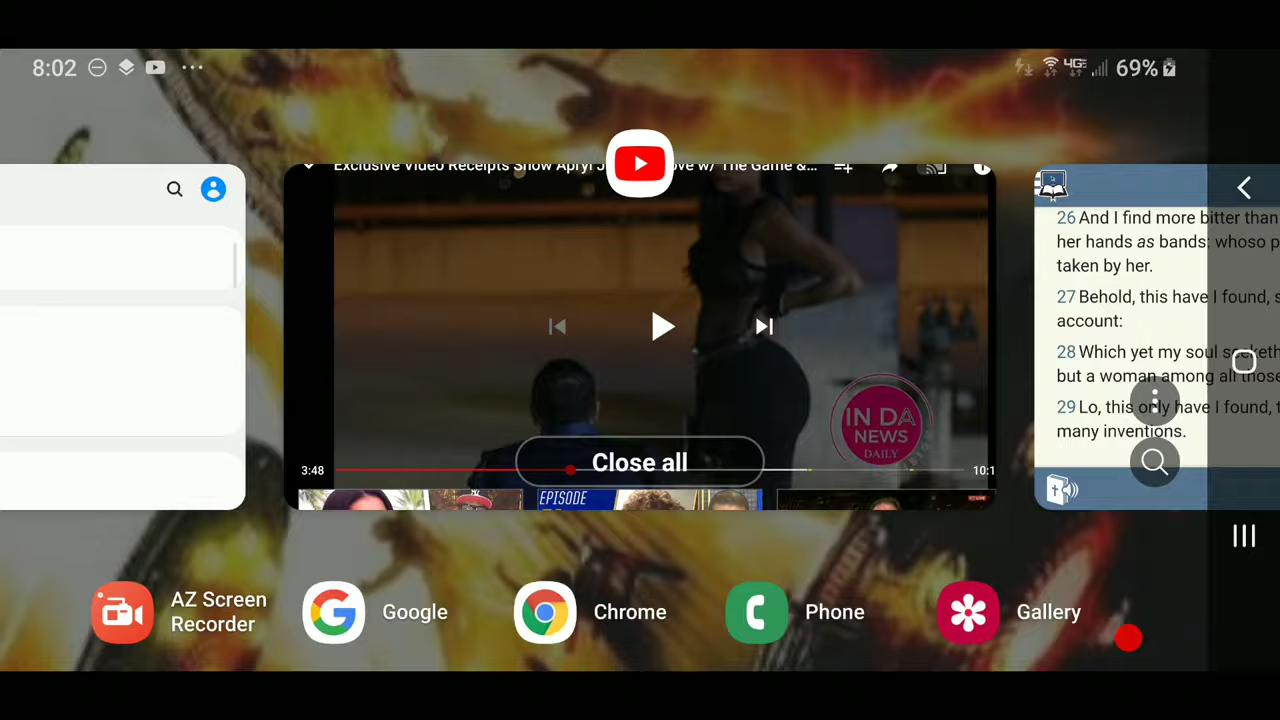 8:02
4GE
69%
Exclusive Video Receipts Show Apryl J ove w/ The Game &...
26 And I find more bitter than
her hands as bands; whoso p
taken by her.
27 Behold, this have I found, s
account:
28 Which yet my soul seeketh
but a woman among all those
29 Lo, this only have I found, t
many inventions.
IN DA
NEWS
DAILY
Close all
3:48
10:1
EPISODE
AZ Screen
Recorder
Google
Chrome
Phone
Gallery